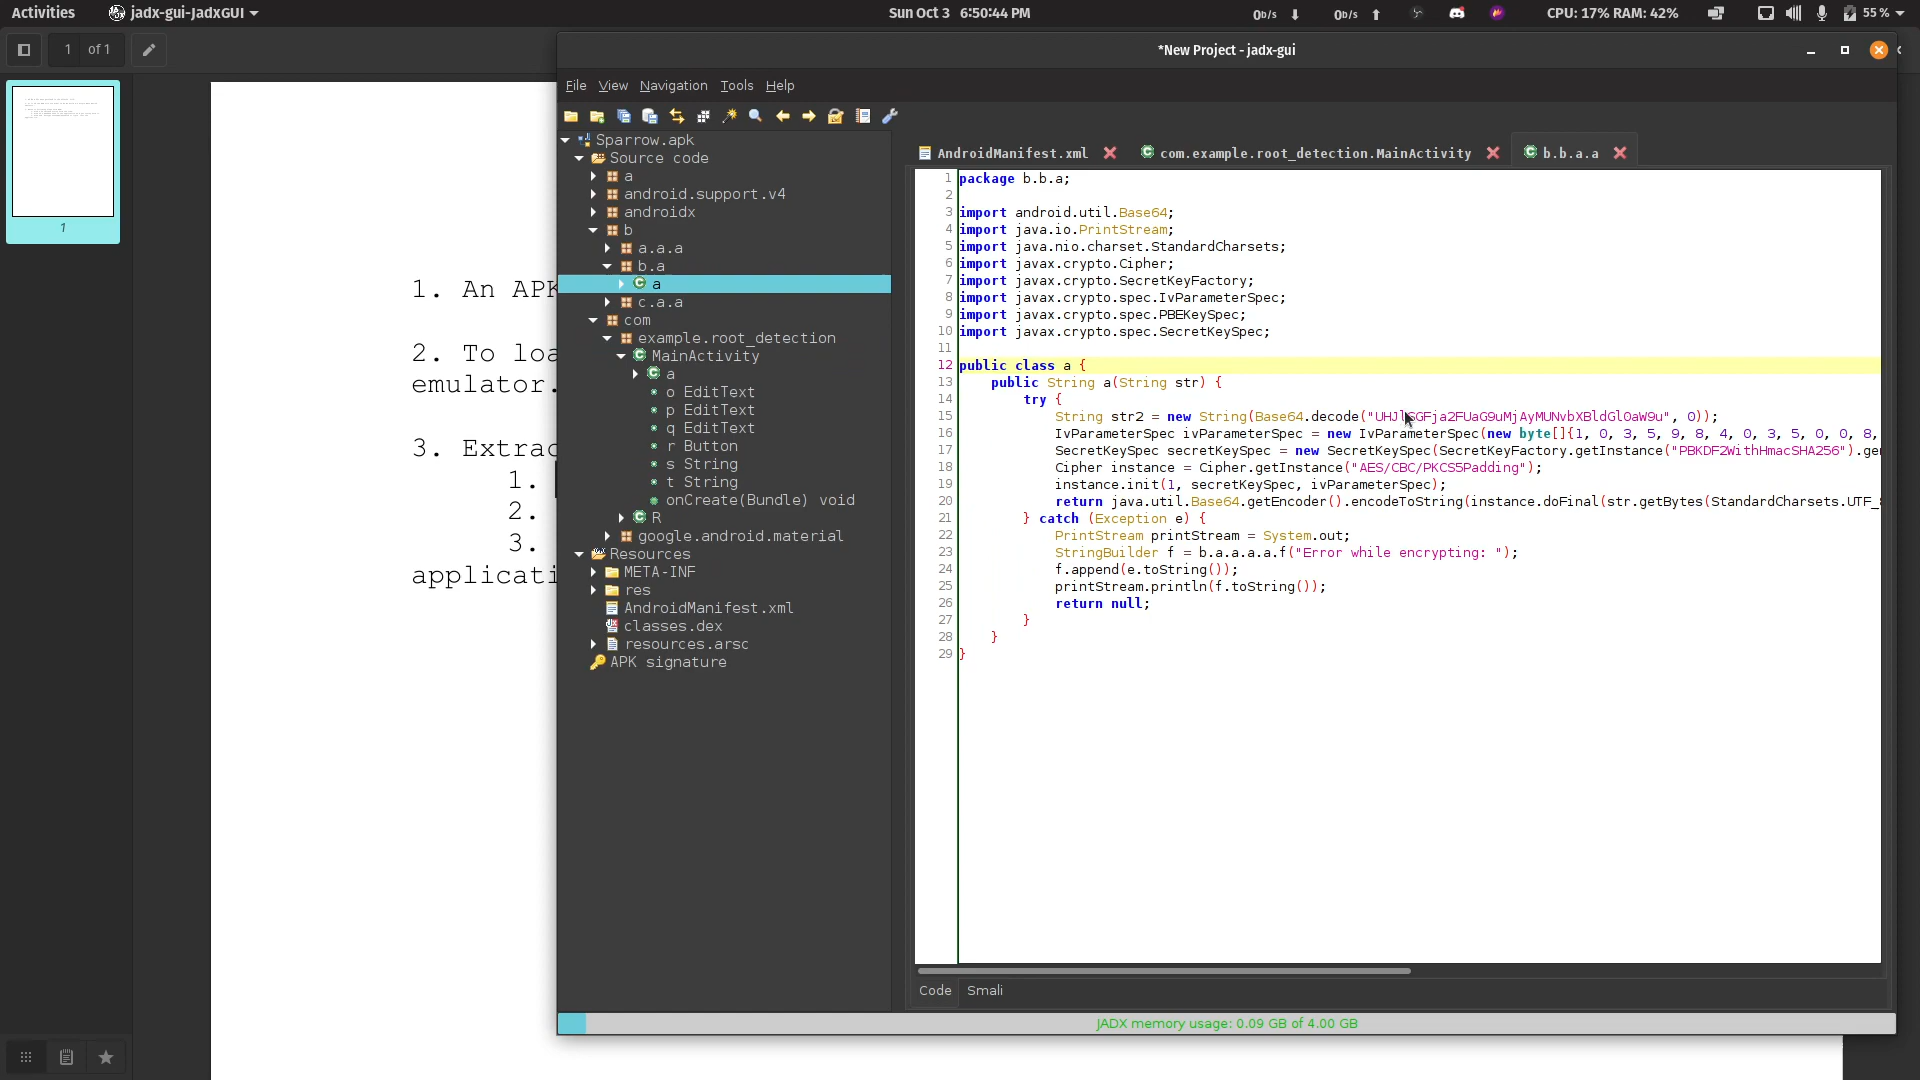 Activities jadx-gui-JadxGUI Sun Oct 3 6:50:44 PM 0b/s 0b/s CPU: 17% RAM: 42% 55 %
1 of 1
*New Project - jadx-gui
File View Navigation Tools Help
1
1. An APK
2. To loa
emulator.
3. Extrac
1.
2.
3.
applicati
Sparrow.apk
Source code
a
android.support.v4
androidx
b
a.a.a
b.a
a
c.a.a
com
example.root_detection
MainActivity
a
o EditText
p EditText
q EditText
r Button
s String
t String
onCreate(Bundle) void
R
google.android.material
Resources
META-INF
res
AndroidManifest.xml
classes.dex
resources.arsc
APK signature
AndroidManifest.xml com.example.root_detection.MainActivity b.b.a.a
1 package b.b.a;
2
3 import android.util.Base64;
4 import java.io.PrintStream;
5 import java.nio.charset.StandardCharsets;
6 import javax.crypto.Cipher;
7 import javax.crypto.SecretKeyFactory;
8 import javax.crypto.spec.IvParameterSpec;
9 import javax.crypto.spec.PBEKeySpec;
10 import javax.crypto.spec.SecretKeySpec;
11
12 public class a {
13 public String a(String str) {
14 try {
15 String str2 = new String(Base64.decode( , 0));
16 IvParameterSpec ivParameterSpec = new IvParameterSpec(new byte[]{1, 0, 3, 5, 9, 8, 4, 0, 3, 5, 0, 0, 8,
17 SecretKeySpec secretKeySpec = new SecretKeySpec(SecretKeyFactory.getInstance("PBKDF2WithHmacSHA256").ge
18 Cipher instance = Cipher.getInstance("AES/CBC/PKCS5Padding");
19 instance.init(1, secretKeySpec, ivParameterSpec);
20 return java.util.Base64.getEncoder().encodeToString(instance.doFinal(str.getBytes(StandardCharsets.UTF_
21 } catch (Exception e) {
22 PrintStream printStream = System.out;
23 StringBuilder f = b.a.a.a.a.f("Error while encrypting: ");
24 f.append(e.toString());
25 printStream.println(f.toString());
26 return null;
27 }
28 }
29 }
Code Smali
JADX memory usage: 0.09 GB of 4.00 GB